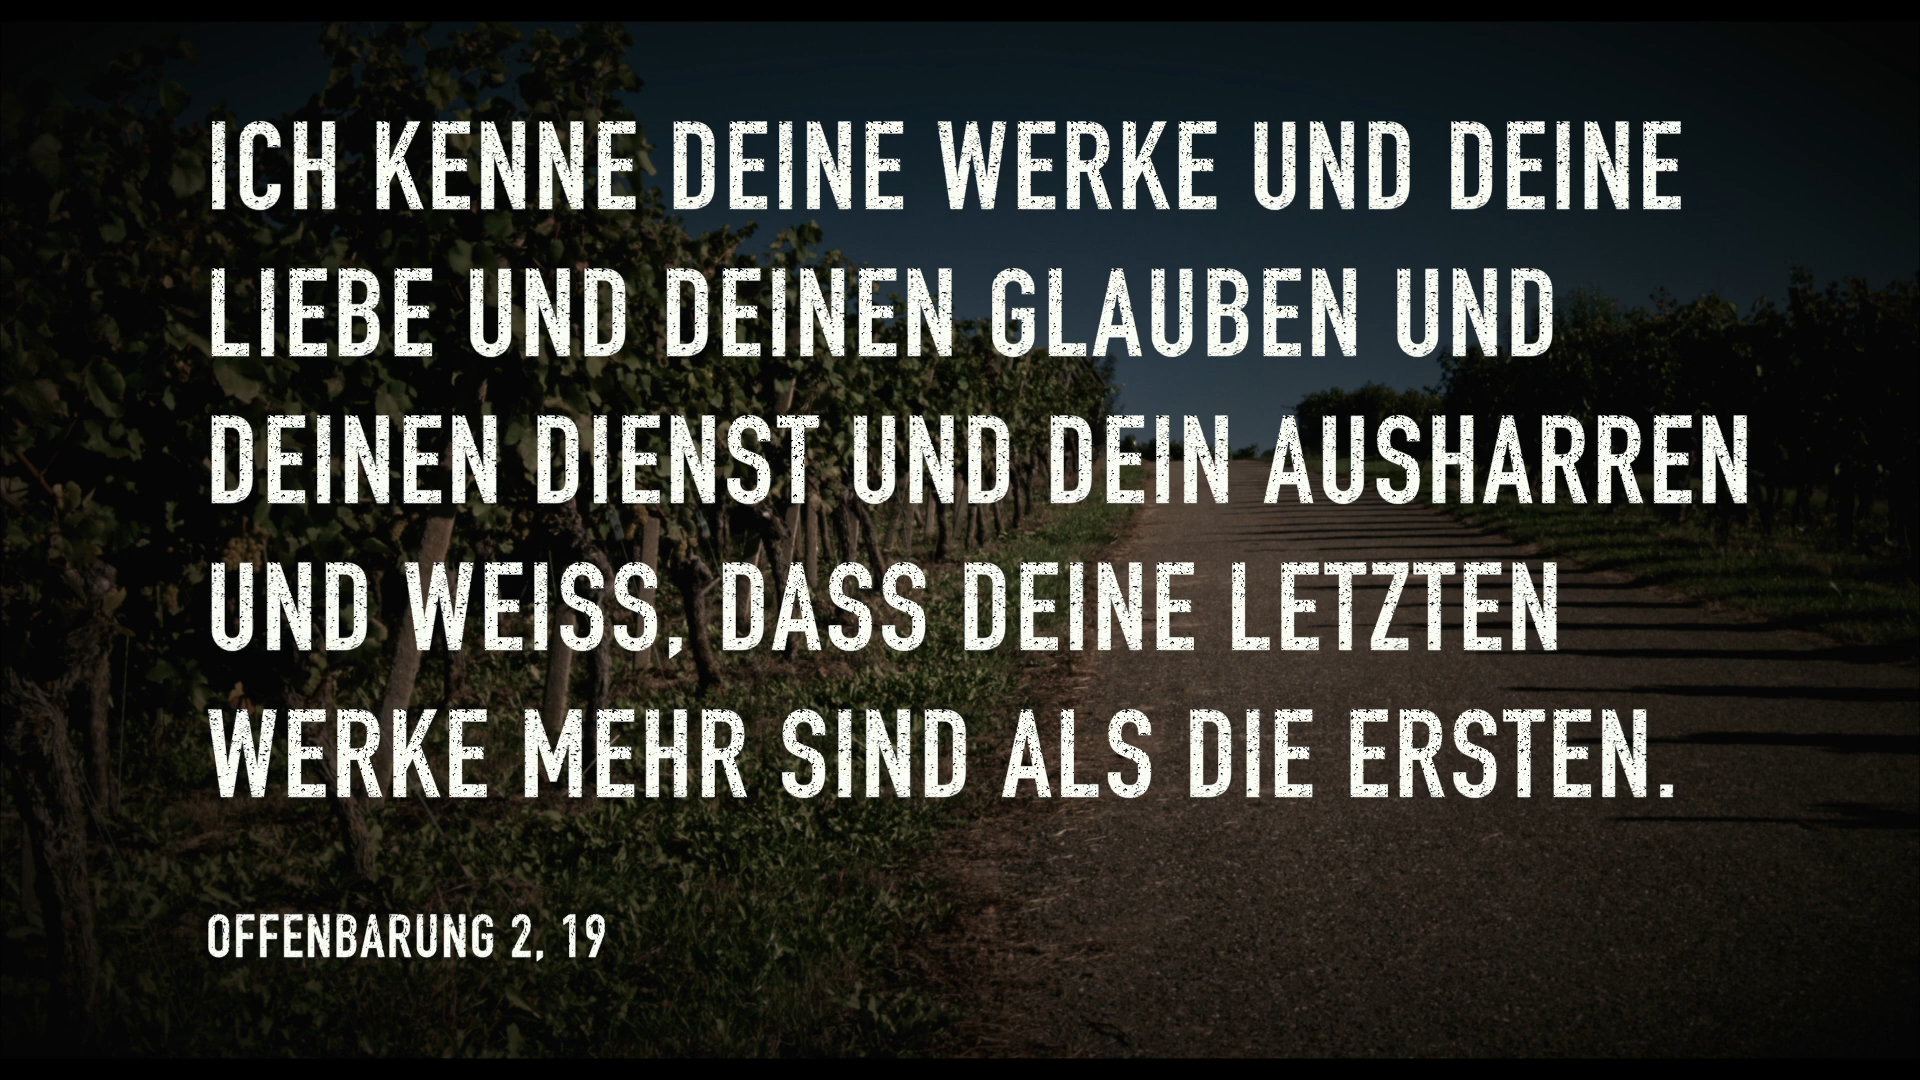 ICH KENNE DEINE WERKE UND DEINE
LIEBE UND DEINEN GLAUBEN UND
DEINEN DIENST UND DEIN AUSHARREN
UND WEISS, DASS DEINE LETZTEN
WERKE MEHR SIND ALS DIE ERSTEN.
OFFENBARUNG 2, 19